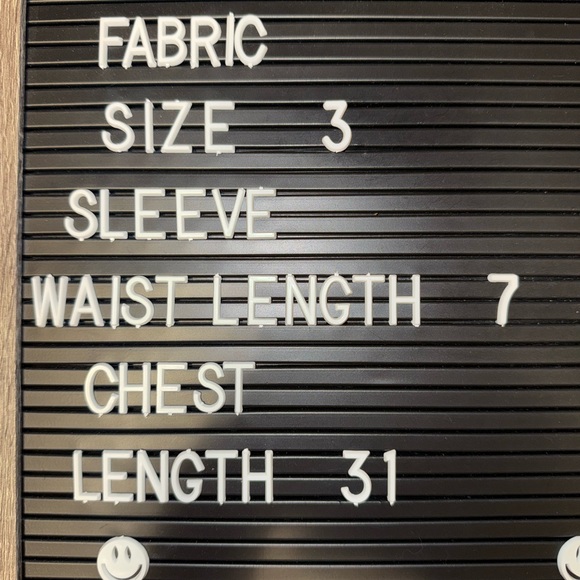 FABRIC
SIZE 3
SLEEVE
WAIST LENGTH 7
CHEST
LENGTH 31